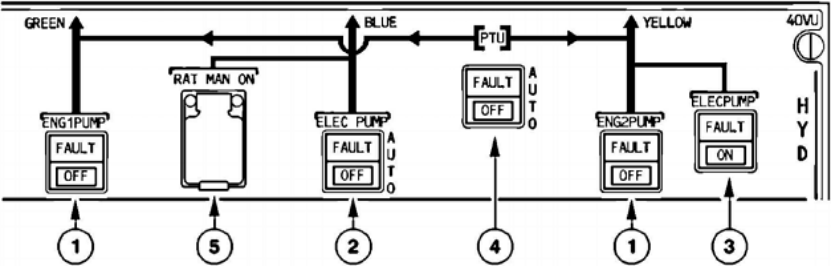 GREEN BLUE PTU YELLOW 40VU
RAT MAN ON FAULT OFF AUTO ELECPUMP
ENG1PUMP ELEC PUMP ENG2PUMP FAULT ON HYD
FAULT OFF FAULT OFF AUTO FAULT OFF
1 5 2 4 1 3